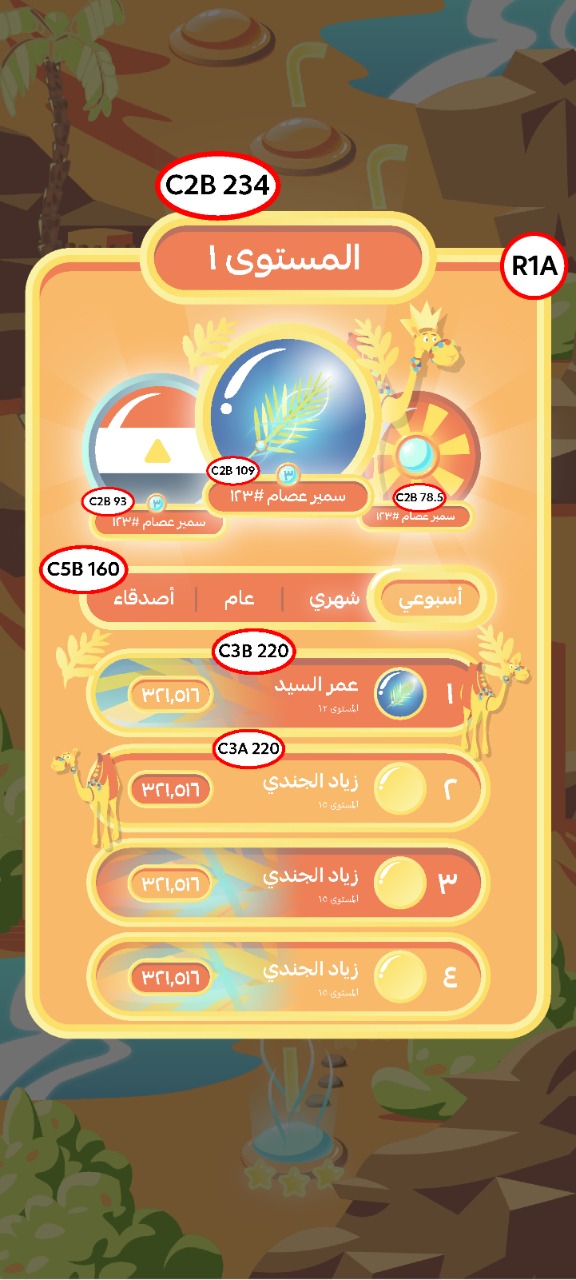 C2B 234
المستوى ١
R1A
C2B 109
٣
سمير عصام #١٢٣
C2B 93
٣
سمير عصام #١٢٣
C2B 78.5
سمير عصام #١٢٣
C5B 160
أسبوعي | شهري | عام | أصدقاء
C3B 220
١ عمر السيد ٣٢١,٥١٦
المستوى ١٢
C3A 220
٢ زياد الجندي ٣٢١,٥١٦
المستوى ١٥
٣ زياد الجندي ٣٢١,٥١٦
المستوى ١٥
٤ زياد الجندي ٣٢١,٥١٦
المستوى ١٥